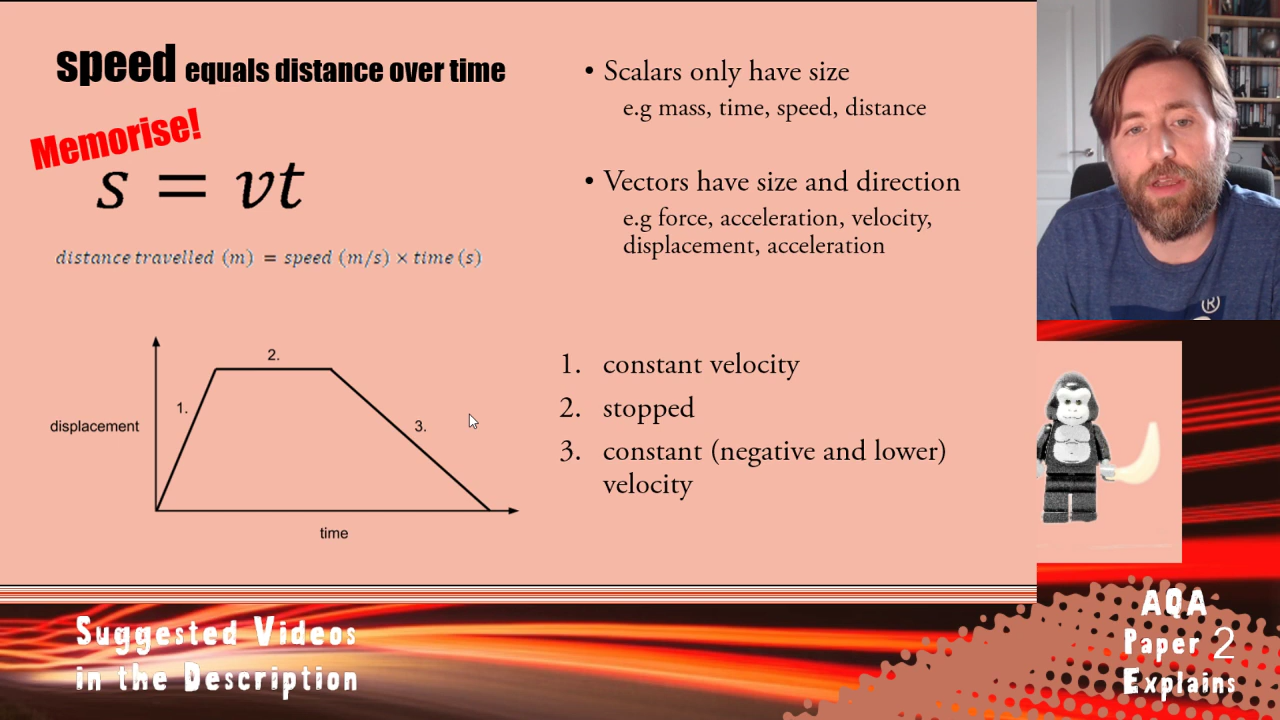 speed equals distance over time
Memorise!
s = vt
distance travelled (m) = speed (m/s) × time (s)
• Scalars only have size
e.g mass, time, speed, distance
• Vectors have size and direction
e.g force, acceleration, velocity,
displacement, acceleration
2.
1.
displacement
3.
time
1. constant velocity
2. stopped
3. constant (negative and lower)
velocity
(R)
Suggested Videos
in the Description
AQA
Paper 2
Explains